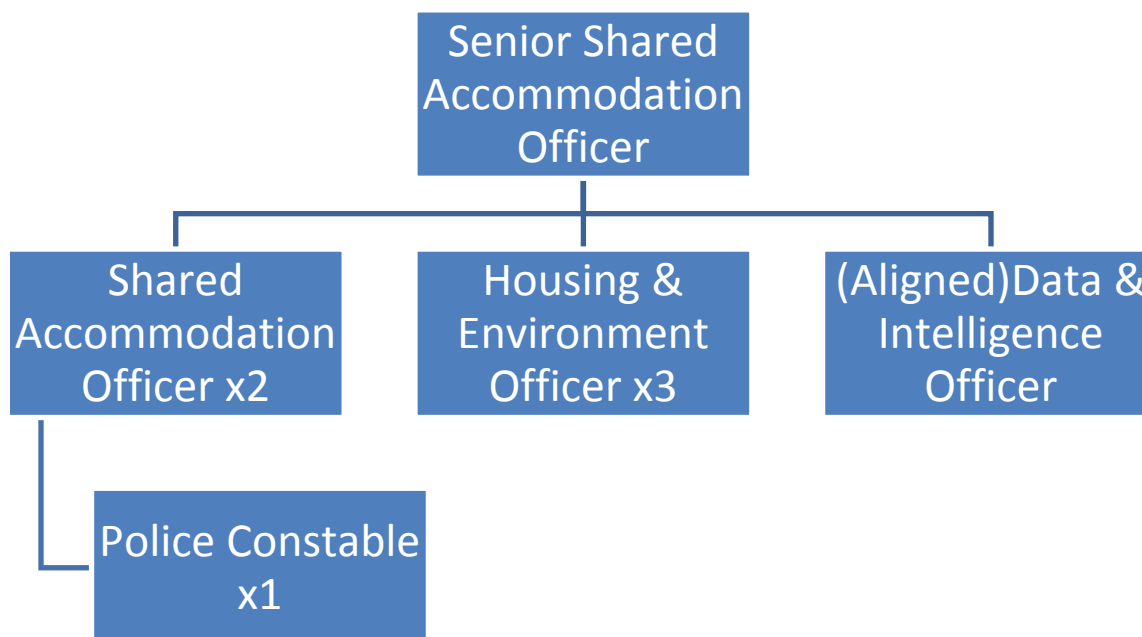 Senior Shared
Accommodation
Officer
Shared
Accommodation
Officer x2
Housing &
Environment
Officer x3
(Aligned)Data &
Intelligence
Officer
Police Constable
x1